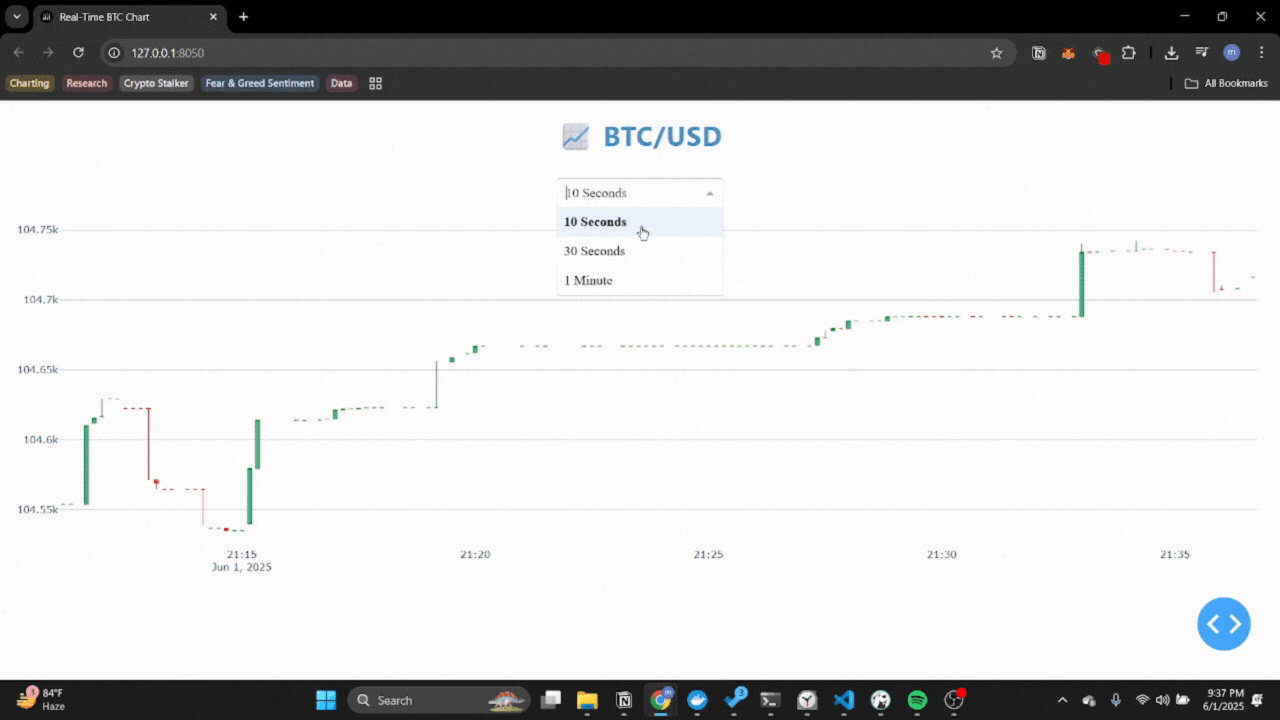 Real-Time BTC Chart
127.0.0.1:8050
m
Charting
Research
Crypto Stalker
Fear & Greed Sentiment
Data
All Bookmarks
BTC/USD
10 Seconds
10 Seconds
30 Seconds
1 Minute
104.75k
104.7k
104.65k
104.6k
104.55k
21:15
21:20
21:25
21:30
21:35
Jun 1, 2025
84°F
Haze
Search
3
9:37 PM
6/1/2025